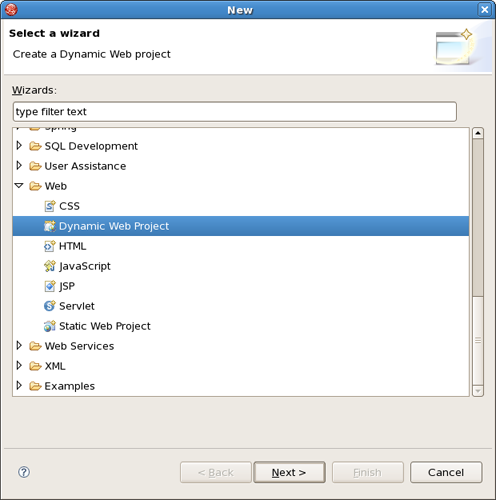 New
Select a wizard
Create a Dynamic Web project
Wizards:
type filter text
Spring
SQL Development
User Assistance
Web
CSS
Dynamic Web Project
HTML
JavaScript
JSP
Servlet
Static Web Project
Web Services
XML
Examples
< Back
Next >
Finish
Cancel